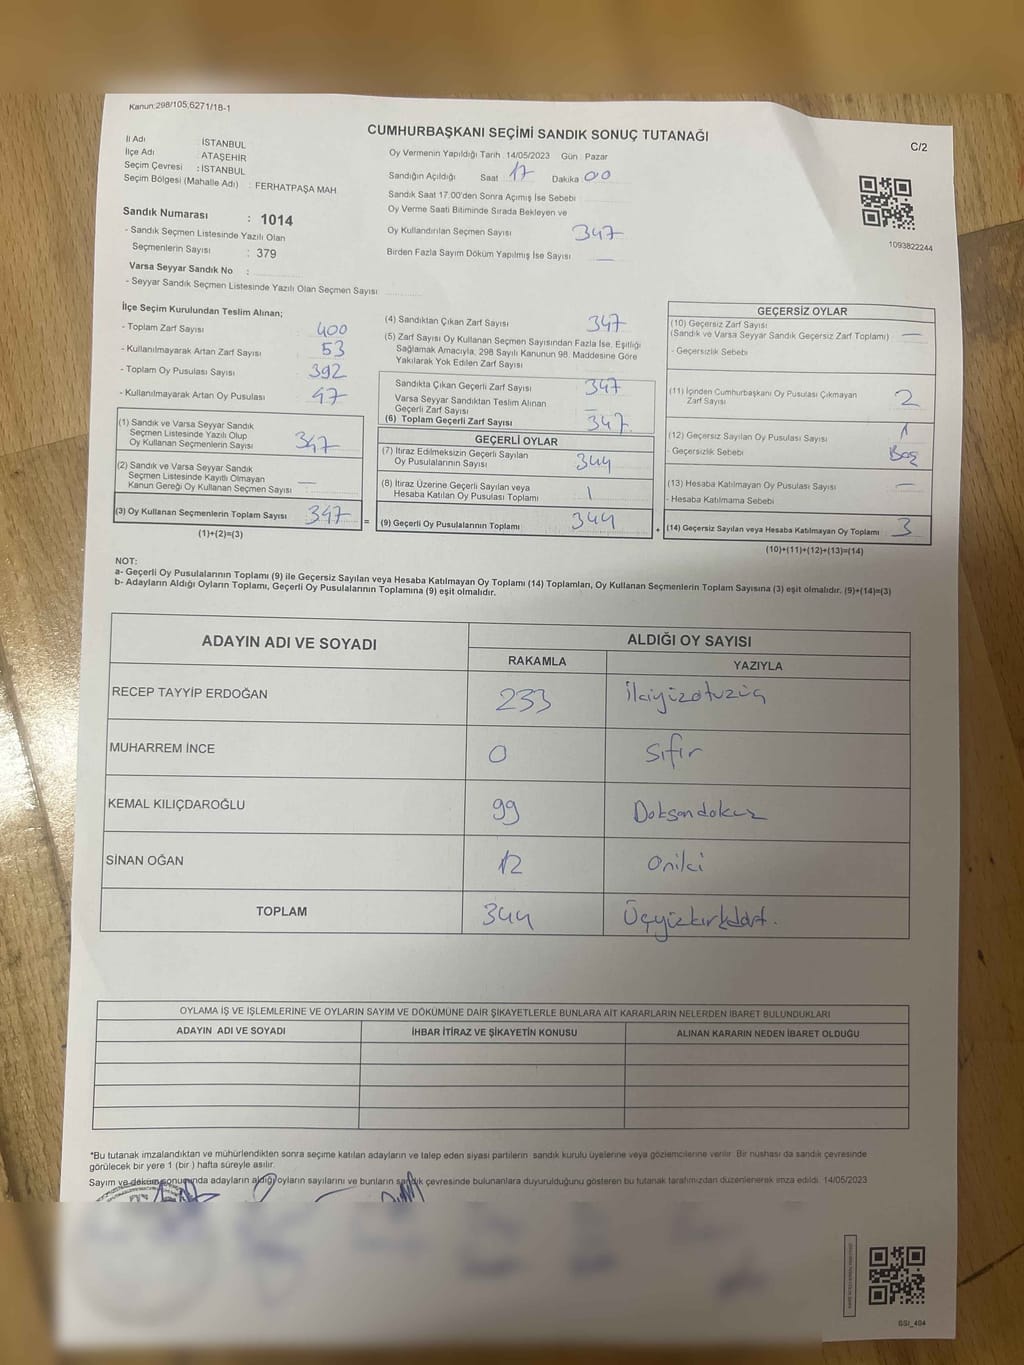 Kanun:298/105,6271/18-1
CUMHURBAŞKANI SEÇİMİ SANDIK SONUÇ TUTANAĞI
C/2
İl Adı : İSTANBUL
İlçe Adı : ATAŞEHİR
Seçim Çevresi : İSTANBUL
Seçim Bölgesi (Mahalle Adı) : FERHATPAŞA MAH
Sandık Numarası : 1014
- Sandık Seçmen Listesinde Yazılı Olan
Seçmenlerin Sayısı : 379
Varsa Seyyar Sandık No :
- Seyyar Sandık Seçmen Listesinde Yazılı Olan Seçmen Sayısı
Oy Vermenin Yapıldığı Tarih 14/05/2023 Gün Pazar
Sandığın Açıldığı Saat 17 Dakika 00
Sandık Saat 17.00'den Sonra Açılmış İse Sebebi
Oy Verme Saati Bitiminde Sırada Bekleyen ve
Oy Kullandırılan Seçmen Sayısı 347
Birden Fazla Sayım Döküm Yapılmış İse Sayısı —
1093822244
İlçe Seçim Kurulundan Teslim Alınan;
- Toplam Zarf Sayısı 400
- Kullanılmayarak Artan Zarf Sayısı 53
- Toplam Oy Pusulası Sayısı 392
- Kullanılmayarak Artan Oy Pusulası 47
(1) Sandık ve Varsa Seyyar Sandık
Seçmen Listesinde Yazılı Olup
Oy Kullanan Seçmenlerin Sayısı 347
(2) Sandık ve Varsa Seyyar Sandık
Seçmen Listesinde Kayıtlı Olmayan
Kanun Gereği Oy Kullanan Seçmen Sayısı —
(3) Oy Kullanan Seçmenlerin Toplam Sayısı 347 =
(1)+(2)=(3)
(4) Sandıktan Çıkan Zarf Sayısı 347
(5) Zarf Sayısı Oy Kullanan Seçmen Sayısından Fazla İse, Eşitliği
Sağlamak Amacıyla, 298 Sayılı Kanunun 98. Maddesine Göre
Yakılarak Yok Edilen Zarf Sayısı
Sandıkta Çıkan Geçerli Zarf Sayısı 347
Varsa Seyyar Sandıktan Teslim Alınan
Geçerli Zarf Sayısı —
(6) Toplam Geçerli Zarf Sayısı 347
GEÇERLİ OYLAR
(7) İtiraz Edilmeksizin Geçerli Sayılan
Oy Pusulalarının Sayısı 344
(8) İtiraz Üzerine Geçerli Sayılan veya
Hesaba Katılan Oy Pusulası Toplamı
(9) Geçerli Oy Pusulalarının Toplamı 344 +
GEÇERSİZ OYLAR
(10) Geçersiz Zarf Sayısı
(Sandık ve Varsa Seyyar Sandık Geçersiz Zarf Toplamı) —
- Geçersizlik Sebebi
(11) İçinden Cumhurbaşkanı Oy Pusulası Çıkmayan
Zarf Sayısı 2
(12) Geçersiz Sayılan Oy Pusulası Sayısı 1
- Geçersizlik Sebebi Boş
(13) Hesaba Katılmayan Oy Pusulası Sayısı —
- Hesaba Katılmama Sebebi
(14) Geçersiz Sayılan veya Hesaba Katılmayan Oy Toplamı 3
(10)+(11)+(12)+(13)=(14)
NOT:
a- Geçerli Oy Pusulalarının Toplamı (9) ile Geçersiz Sayılan veya Hesaba Katılmayan Oy Toplamı (14) Toplamları, Oy Kullanan Seçmenlerin Toplam Sayısına (3) eşit olmalıdır. (9)+(14)=(3)
b- Adayların Aldığı Oyların Toplamı, Geçerli Oy Pusulalarının Toplamına (9) eşit olmalıdır.
ADAYIN ADI VE SOYADI
ALDIĞI OY SAYISI
RAKAMLA YAZIYLA
RECEP TAYYİP ERDOĞAN 233 ikiyüzotuzüç
MUHARREM İNCE 0 sıfır
KEMAL KILIÇDAROĞLU 99 Doksandokuz
SİNAN OĞAN 12 oniki
TOPLAM 344 Üçyüzkırkdört.
OYLAMA İŞ VE İŞLEMLERİNE VE OYLARIN SAYIM VE DÖKÜMÜNE DAİR ŞİKAYETLERLE BUNLARA AİT KARARLARIN NELERDEN İBARET BULUNDUKLARI
ADAYIN ADI VE SOYADI İHBAR İTİRAZ VE ŞİKAYETİN KONUSU ALINAN KARARIN NEDEN İBARET OLDUĞU
*Bu tutanak imzalandıktan ve mühürlendikten sonra seçime katılan adayların ve talep eden siyasi partilerin sandık kurulu üyelerine veya gözlemcilerine verilir. Bir nüshası da sandık çevresinde
görülecek bir yere 1 (bir ) hafta süreyle asılır.
Sayım ve döküm sonunda adayların aldığı oyların sayılarını ve bunların sandık çevresinde bulunanlara duyurulduğunu gösteren bu tutanak tarafımızdan düzenlenerek imza edildi. 14/05/2023
GSI_494